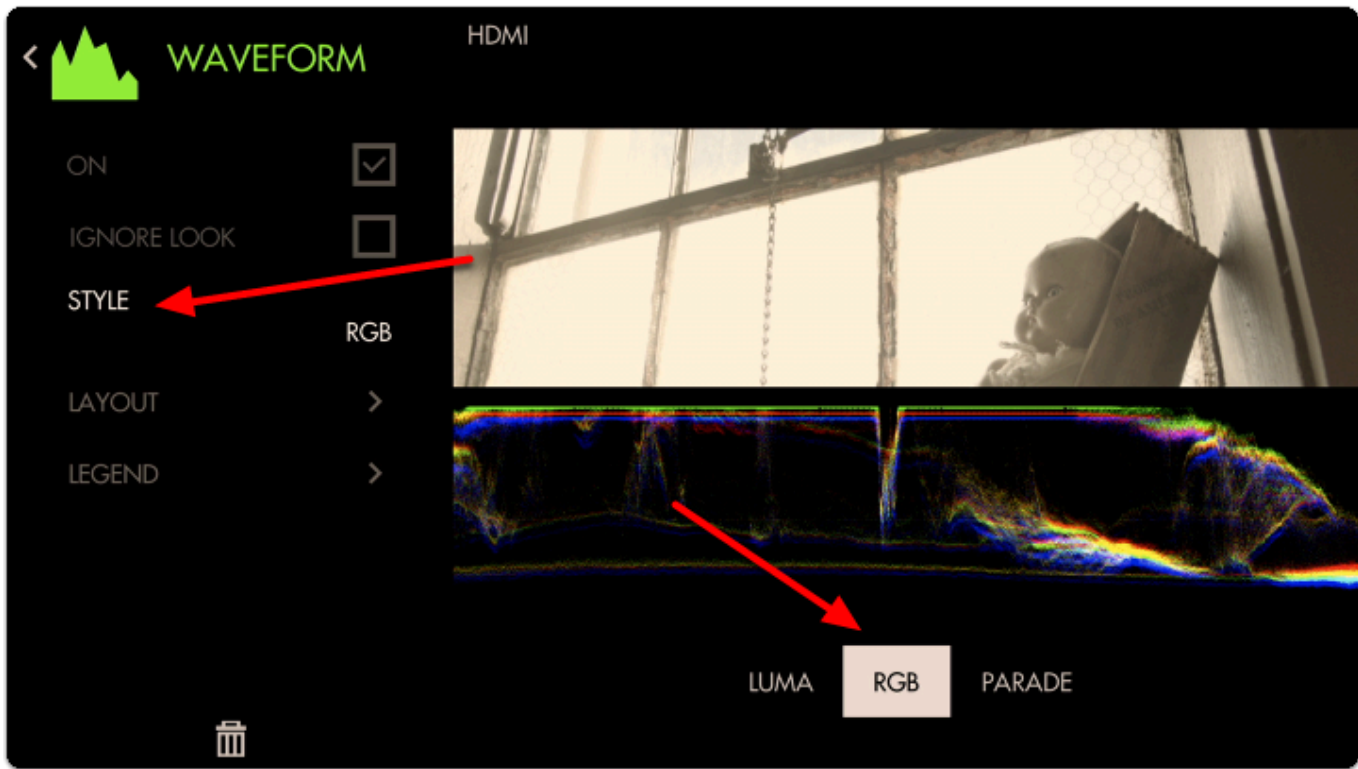 WAVEFORM
HDMI
ON
IGNORE LOOK
STYLE
RGB
LAYOUT
LEGEND
LUMA RGB PARADE